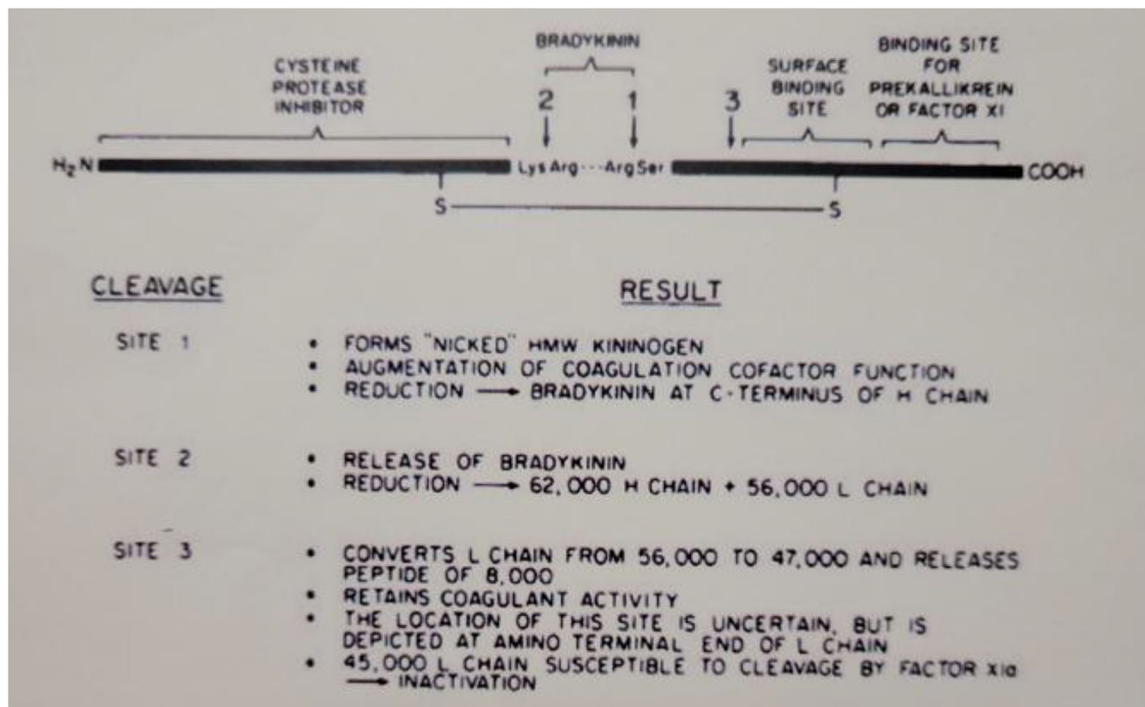 BRADYKININ
CYSTEINE
PROTEASE
INHIBITOR
2 1 3
SURFACE
BINDING
SITE
BINDING SITE
FOR
PREKALLIKREIN
OR FACTOR XI
H₂N LysArg---ArgSer COOH
S S
CLEAVAGE RESULT
SITE 1 • FORMS "NICKED" HMW KININOGEN
• AUGMENTATION OF COAGULATION COFACTOR FUNCTION
• REDUCTION → BRADYKININ AT C-TERMINUS OF H CHAIN
SITE 2 • RELEASE OF BRADYKININ
• REDUCTION → 62,000 H CHAIN + 56,000 L CHAIN
SITE 3 • CONVERTS L CHAIN FROM 56,000 TO 47,000 AND RELEASES
PEPTIDE OF 8,000
• RETAINS COAGULANT ACTIVITY
• THE LOCATION OF THIS SITE IS UNCERTAIN, BUT IS
DEPICTED AT AMINO TERMINAL END OF L CHAIN
• 45,000 L CHAIN SUSCEPTIBLE TO CLEAVAGE BY FACTOR XIa
→ INACTIVATION